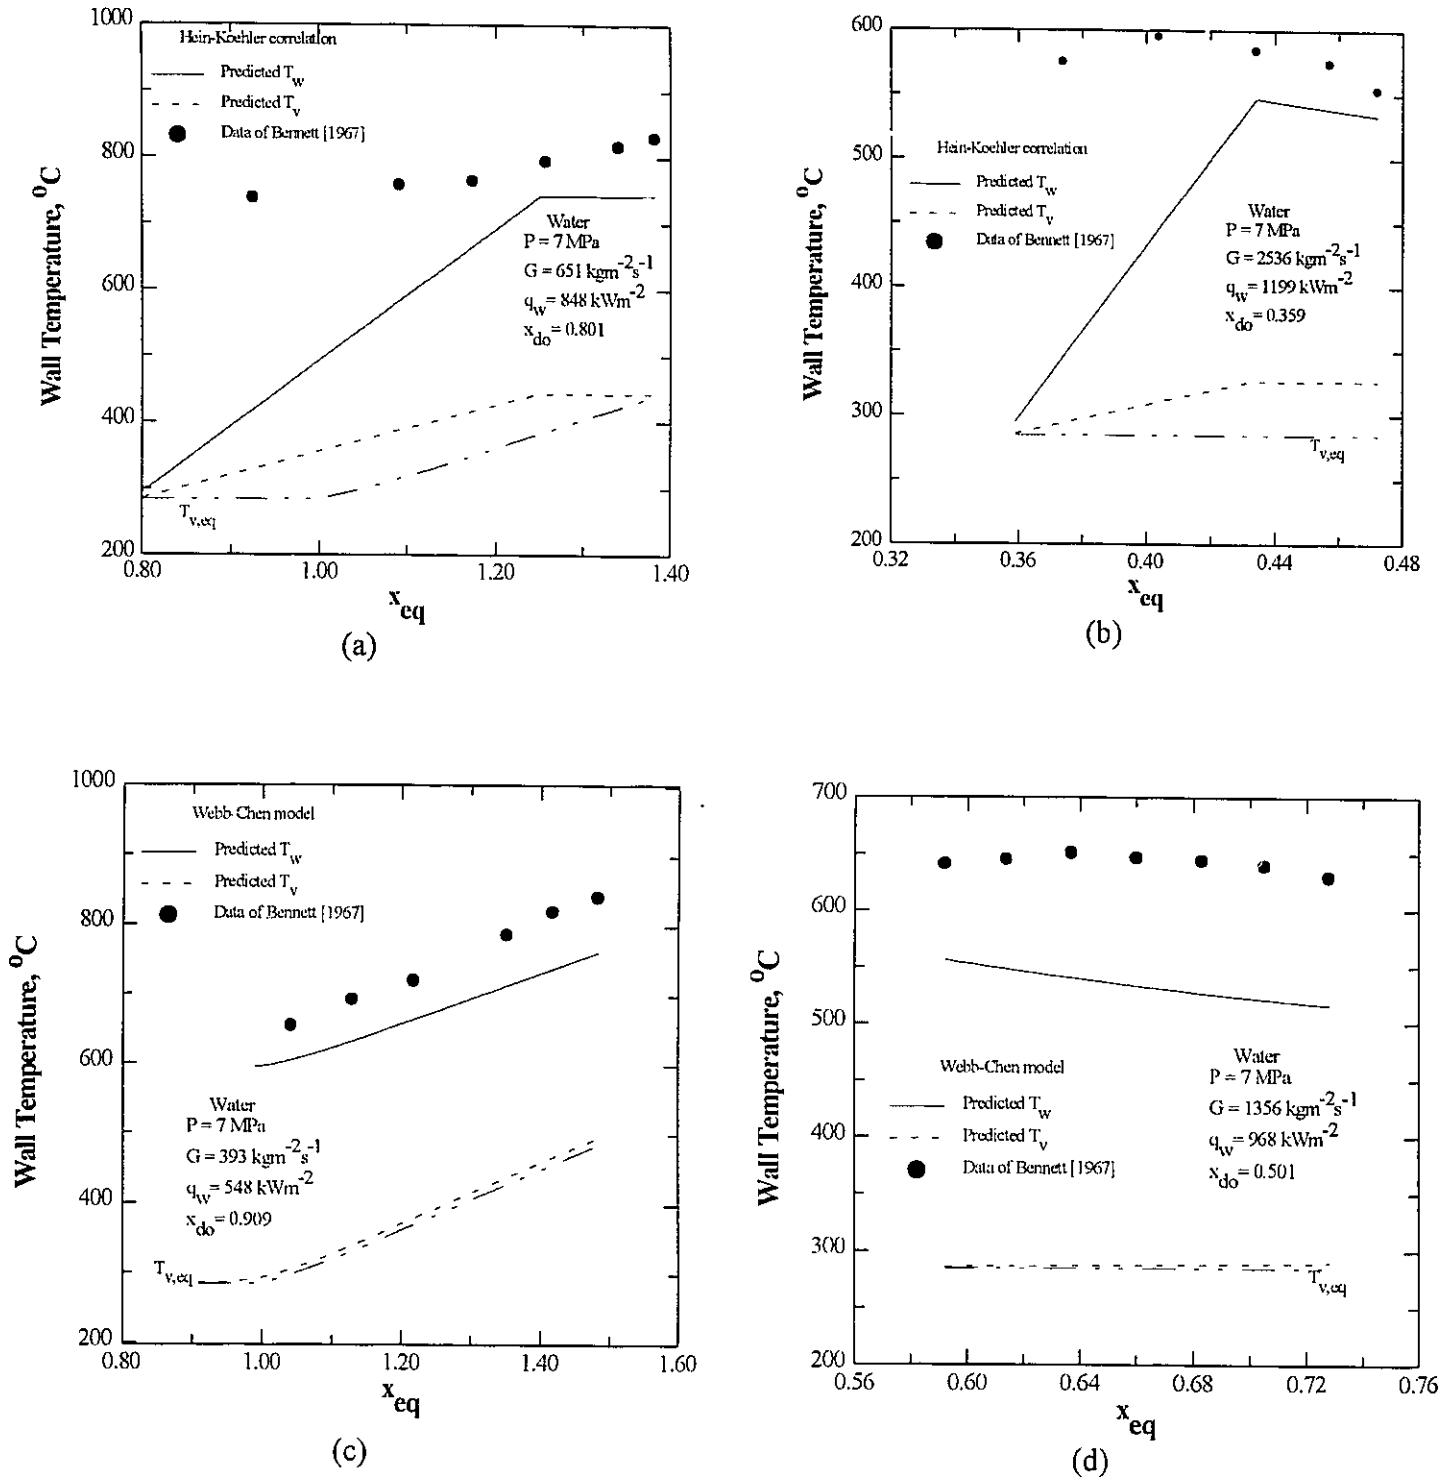 1000
Hein-Koehler correlation
Predicted T_w
Predicted T_v
Data of Bennett [1967]
800
Water
P = 7 MPa
G = 651 kgm^-2s^-1
q_w = 848 kWm^-2
x_do = 0.801
600
400
T_v,eq
200
0.80 1.00 1.20 1.40
Wall Temperature, °C
x_eq
(a)
600
500
Hein-Koehler correlation
Predicted T_w
Predicted T_v
Data of Bennett [1967]
Water
P = 7 MPa
G = 2536 kgm^-2s^-1
q_w = 1199 kWm^-2
x_do = 0.359
400
300
T_v,eq
200
0.32 0.36 0.40 0.44 0.48
Wall Temperature, °C
x_eq
(b)
1000
Webb-Chen model
Predicted T_w
Predicted T_v
Data of Bennett [1967]
800
600
Water
P = 7 MPa
G = 393 kgm^-2s^-1
q_w = 548 kWm^-2
x_do = 0.909
400
T_v,eq
200
0.80 1.00 1.20 1.40 1.60
Wall Temperature, °C
x_eq
(c)
700
600
500
Webb-Chen model
Predicted T_w
Predicted T_v
Data of Bennett [1967]
Water
P = 7 MPa
G = 1356 kgm^-2s^-1
q_w = 968 kWm^-2
x_do = 0.501
400
300
T_v,eq
200
0.56 0.60 0.64 0.68 0.72 0.76
Wall Temperature, °C
x_eq
(d)